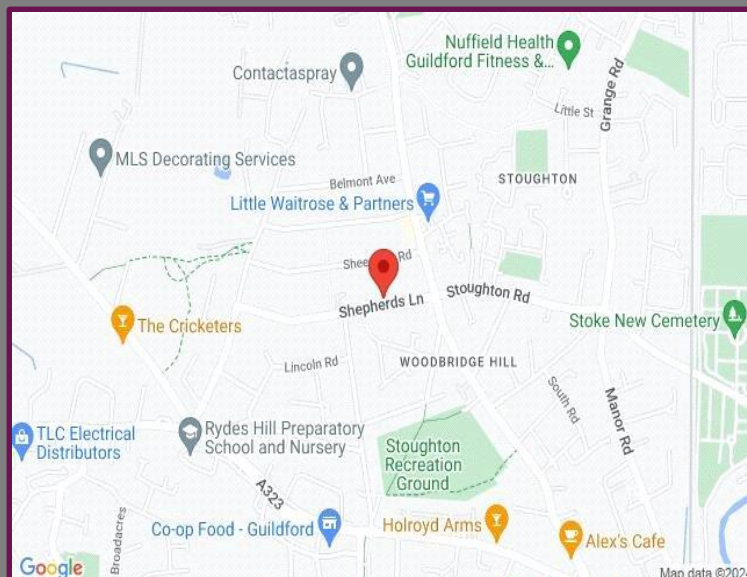 Nuffield Health
Guildford Fitness &...
Contactaspray
Grange Rd
Little St
MLS Decorating Services
Belmont Ave
STOUGHTON
Little Waitrose & Partners
Rd
Shepherds Ln
Stoughton Rd
The Cricketers
Stoke New Cemetery
Lincoln Rd
WOODBRIDGE HILL
South Rd
Manor Rd
TLC Electrical
Distributors
Rydes Hill Preparatory
School and Nursery
Stoughton
Recreation
Ground
A323
Broadacres
Co-op Food - Guildford
Holroyd Arms
Alex's Cafe
Google